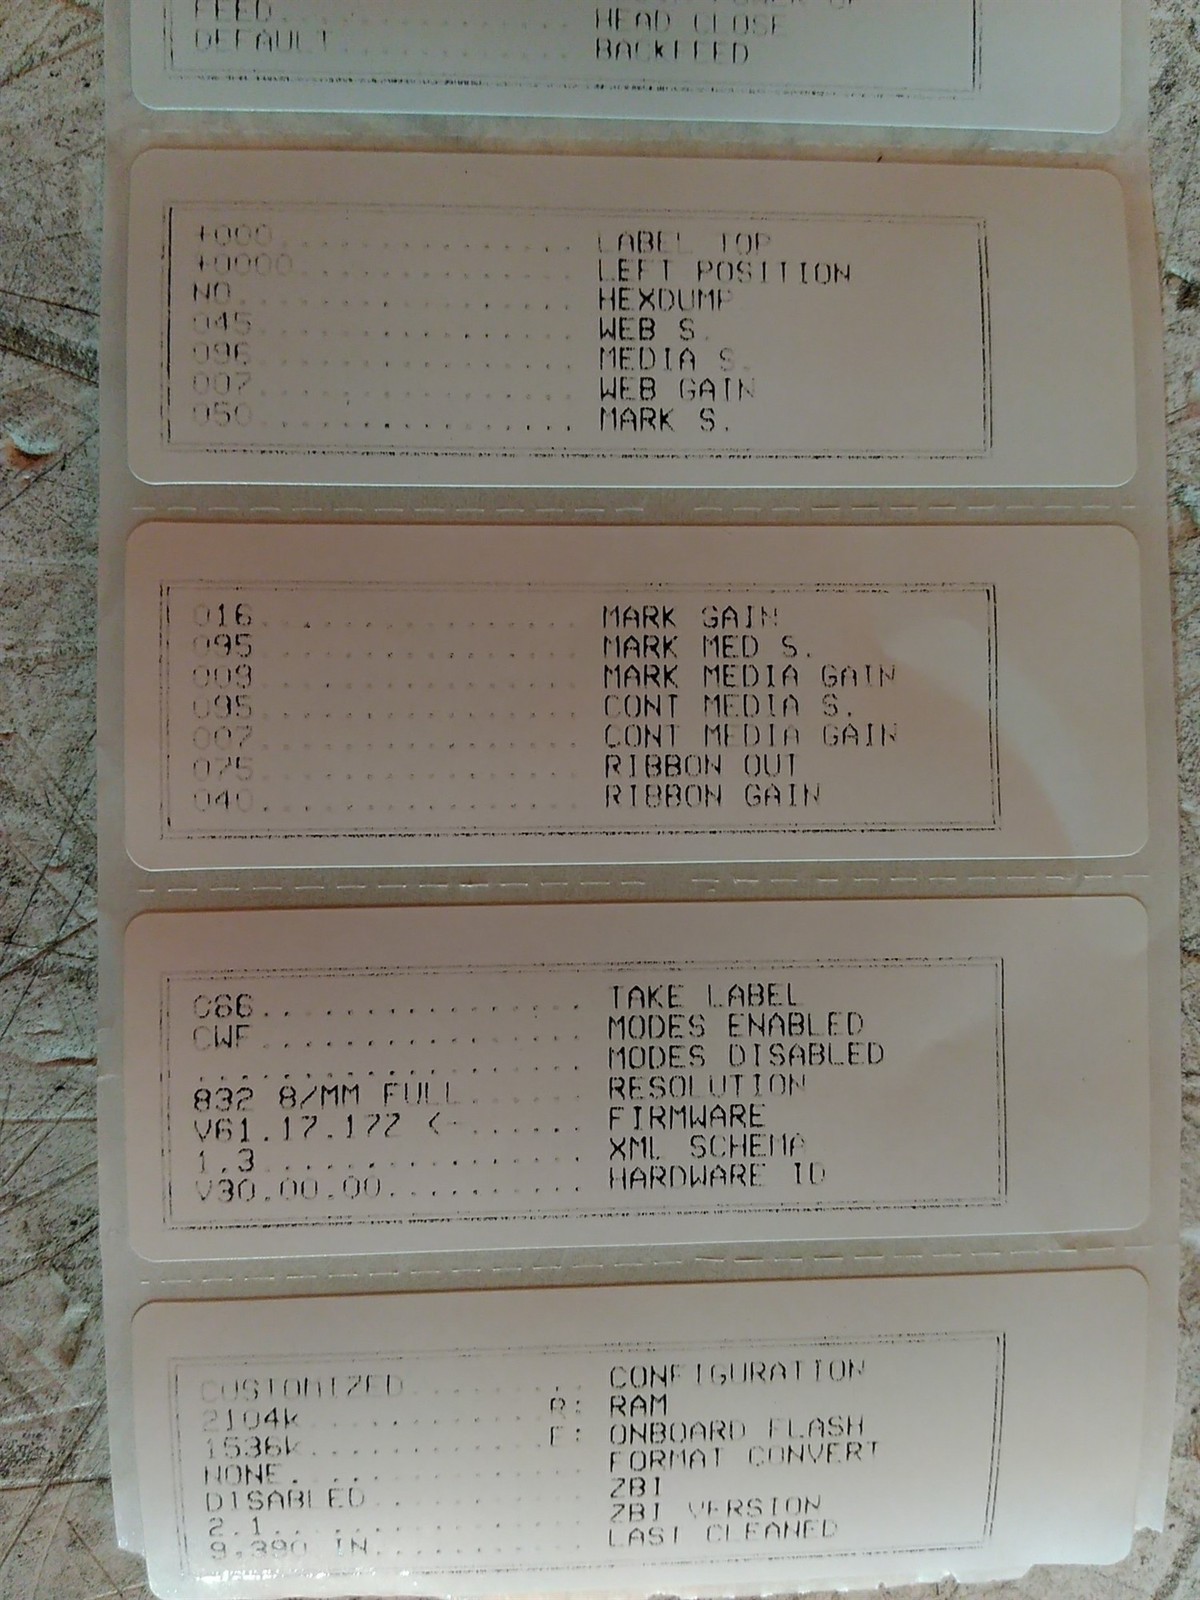 FEED HEAD CLOSE
DEFAULT BACKFEED
+000 LABEL TOP
+0000 LEFT POSITION
NO HEXDUMP
045 WEB S.
096 MEDIA S.
007 WEB GAIN
050 MARK S.
016 MARK GAIN
095 MARK MED S.
009 MARK MEDIA GAIN
095 CONT MEDIA S.
007 CONT MEDIA GAIN
075 RIBBON OUT
040 RIBBON GAIN
066 TAKE LABEL
CWF MODES ENABLED
MODES DISABLED
832 8/MM FULL RESOLUTION
V61.17.17Z <- FIRMWARE
1.3 XML SCHEMA
V30.00.00 HARDWARE ID
CUSTOMIZED CONFIGURATION
2104k R: RAM
1536k E: ONBOARD FLASH
NONE FORMAT CONVERT
DISABLED ZBI
2.1 ZBI VERSION
9.390 IN LAST CLEANED